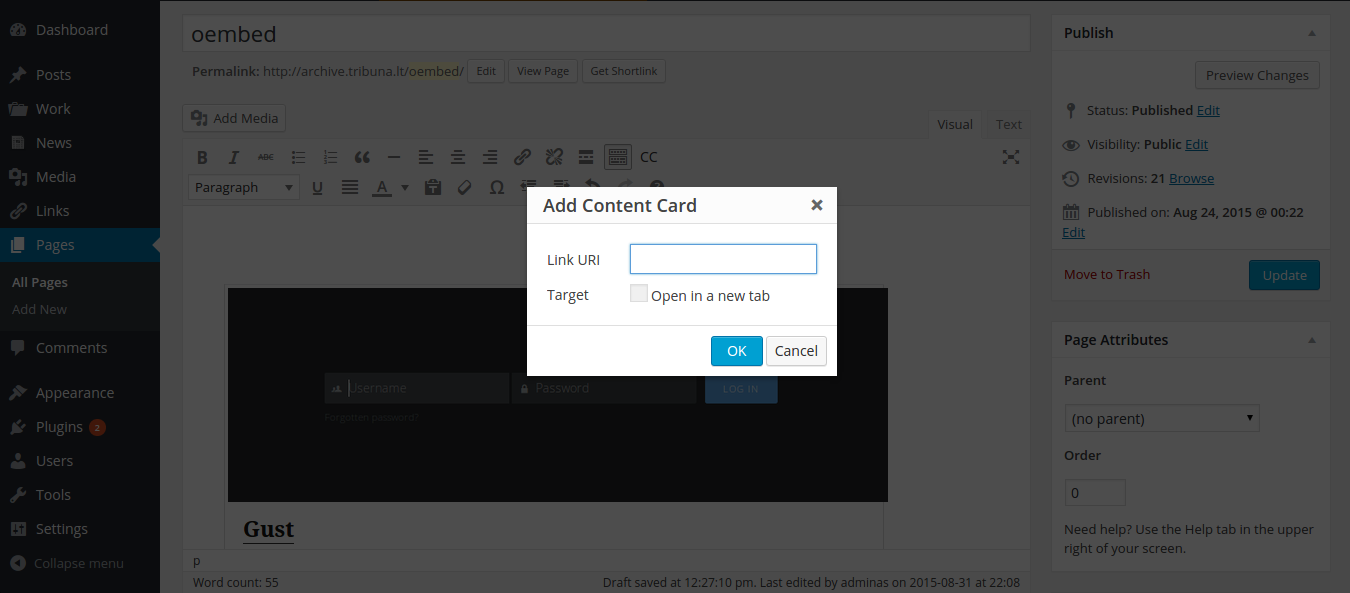 Dashboard
Posts
Work
News
Media
Links
Pages
All Pages
Add New
Comments
Appearance
Plugins 2
Users
Tools
Settings
Collapse menu
oembed
Permalink: http://archive.tribuna.lt/oembed/ Edit View Page Get Shortlink
Add Media
Visual Text
B I ABC CC
Paragraph U A Ω
Add Content Card
Link URI
Target Open in a new tab
OK Cancel
Username Password LOG IN
Forgotten password?
Gust
p
Word count: 55 Draft saved at 12:27:10 pm. Last edited by adminas on 2015-08-31 at 22:08
Publish
Preview Changes
Status: Published Edit
Visibility: Public Edit
Revisions: 21 Browse
Published on: Aug 24, 2015 @ 00:22
Edit
Move to Trash Update
Page Attributes
Parent
(no parent)
Order
0
Need help? Use the Help tab in the upper
right of your screen.